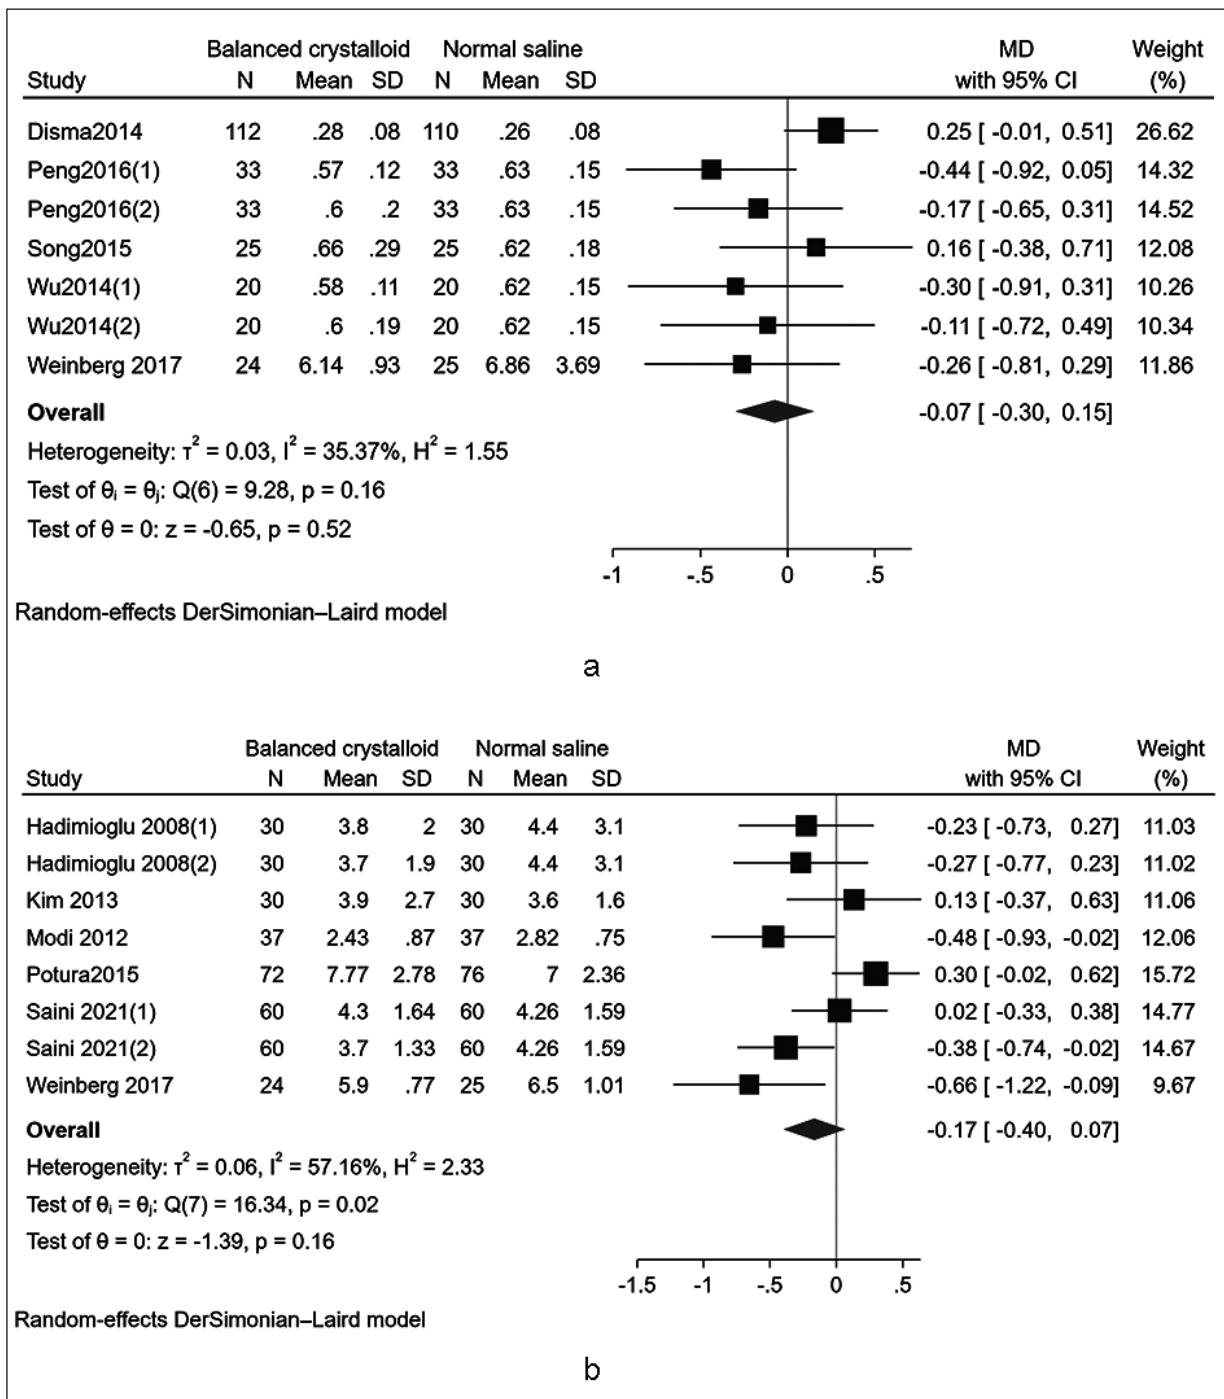 Balanced crystalloid Normal saline MD Weight
Study N Mean SD N Mean SD with 95% CI (%)
Disma2014 112 .28 .08 110 .26 .08 0.25 [ -0.01, 0.51] 26.62
Peng2016(1) 33 .57 .12 33 .63 .15 -0.44 [ -0.92, 0.05] 14.32
Peng2016(2) 33 .6 .2 33 .63 .15 -0.17 [ -0.65, 0.31] 14.52
Song2015 25 .66 .29 25 .62 .18 0.16 [ -0.38, 0.71] 12.08
Wu2014(1) 20 .58 .11 20 .62 .15 -0.30 [ -0.91, 0.31] 10.26
Wu2014(2) 20 .6 .19 20 .62 .15 -0.11 [ -0.72, 0.49] 10.34
Weinberg 2017 24 6.14 .93 25 6.86 3.69 -0.26 [ -0.81, 0.29] 11.86
Overall -0.07 [ -0.30, 0.15]
Heterogeneity: τ² = 0.03, I² = 35.37%, H² = 1.55
Test of θᵢ = θⱼ: Q(6) = 9.28, p = 0.16
Test of θ = 0: z = -0.65, p = 0.52
-1 -.5 0 .5
Random-effects DerSimonian–Laird model
a
Balanced crystalloid Normal saline MD Weight
Study N Mean SD N Mean SD with 95% CI (%)
Hadimioglu 2008(1) 30 3.8 2 30 4.4 3.1 -0.23 [ -0.73, 0.27] 11.03
Hadimioglu 2008(2) 30 3.7 1.9 30 4.4 3.1 -0.27 [ -0.77, 0.23] 11.02
Kim 2013 30 3.9 2.7 30 3.6 1.6 0.13 [ -0.37, 0.63] 11.06
Modi 2012 37 2.43 .87 37 2.82 .75 -0.48 [ -0.93, -0.02] 12.06
Potura2015 72 7.77 2.78 76 7 2.36 0.30 [ -0.02, 0.62] 15.72
Saini 2021(1) 60 4.3 1.64 60 4.26 1.59 0.02 [ -0.33, 0.38] 14.77
Saini 2021(2) 60 3.7 1.33 60 4.26 1.59 -0.38 [ -0.74, -0.02] 14.67
Weinberg 2017 24 5.9 .77 25 6.5 1.01 -0.66 [ -1.22, -0.09] 9.67
Overall -0.17 [ -0.40, 0.07]
Heterogeneity: τ² = 0.06, I² = 57.16%, H² = 2.33
Test of θᵢ = θⱼ: Q(7) = 16.34, p = 0.02
Test of θ = 0: z = -1.39, p = 0.16
-1.5 -1 -.5 0 .5
Random-effects DerSimonian–Laird model
b